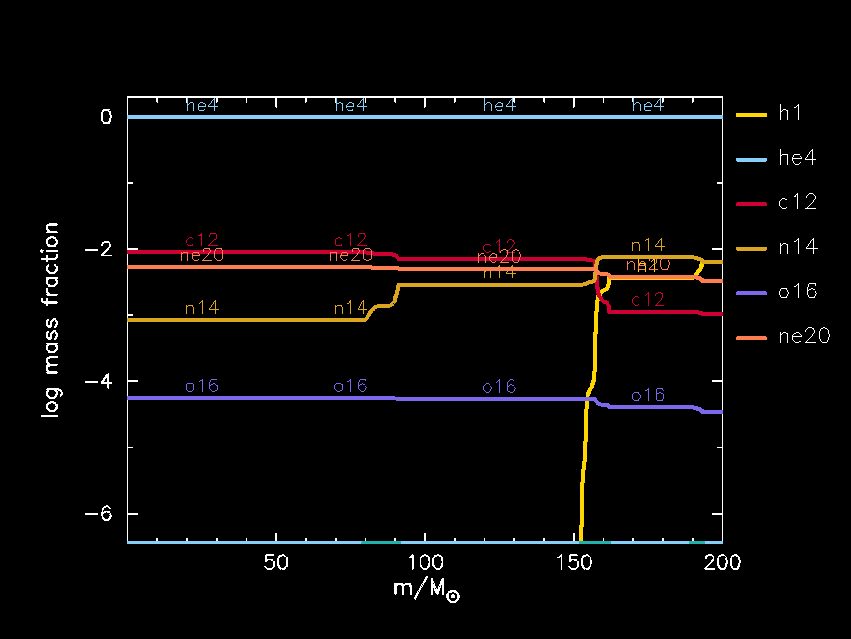 he4 he4 he4 he4
0
h1
he4
c12
n14
o16
ne20
log mass fraction
-2
-4
-6
c12 c12 c12 n14
ne20 ne20 ne20 ne20
n14 n14 n14
c12
o16 o16 o16 o16
50 100 150 200
m/M☉